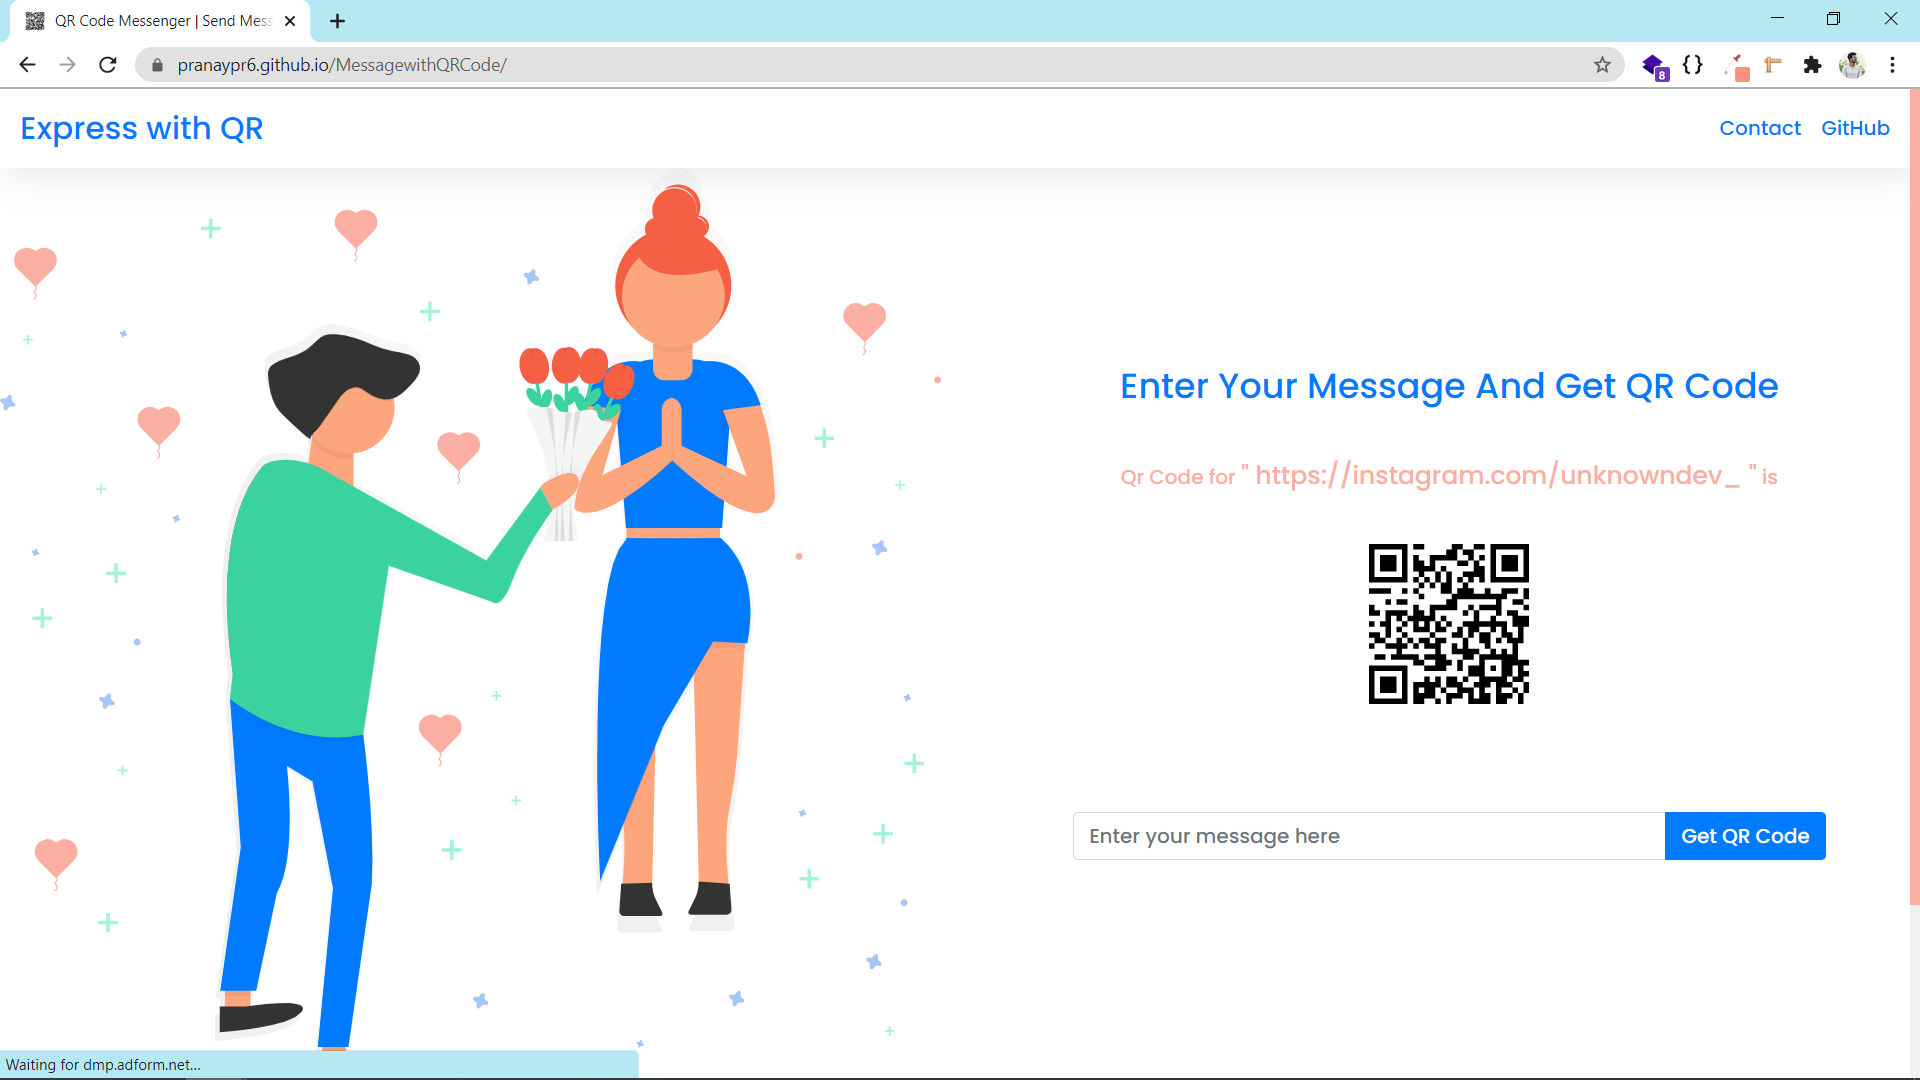 QR Code Messenger | Send Mess
pranaypr6.github.io/MessagewithQRCode/
8
Express with QR
Contact GitHub
Enter Your Message And Get QR Code
Qr Code for " https://instagram.com/unknowndev_ " is
Enter your message here
Get QR Code
Waiting for dmp.adform.net...